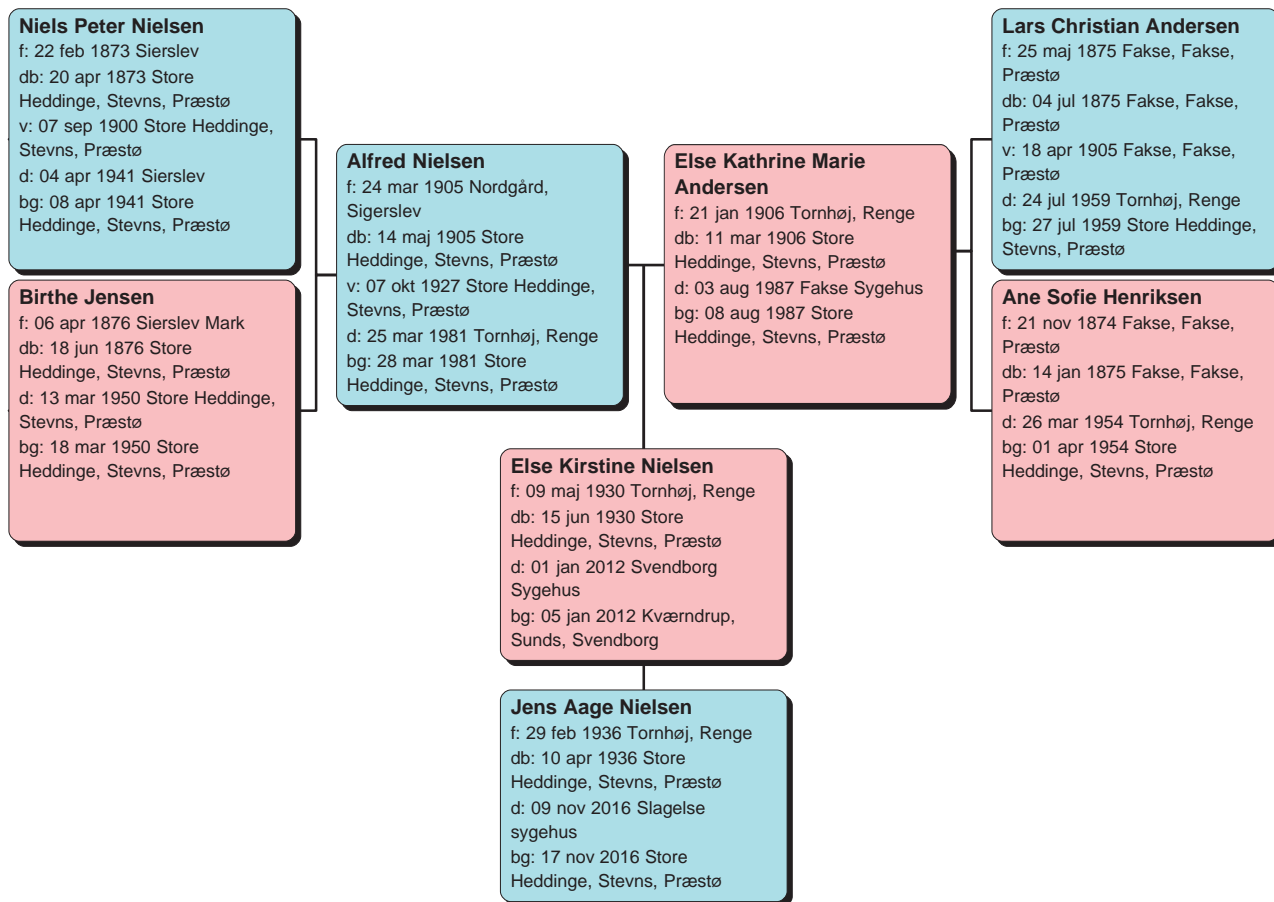 Niels Peter Nielsen
f: 22 feb 1873 Sierslev
db: 20 apr 1873 Store
Heddinge, Stevns, Præstø
v: 07 sep 1900 Store Heddinge,
Stevns, Præstø
d: 04 apr 1941 Sierslev
bg: 08 apr 1941 Store
Heddinge, Stevns, Præstø
Birthe Jensen
f: 06 apr 1876 Sierslev Mark
db: 18 jun 1876 Store
Heddinge, Stevns, Præstø
d: 13 mar 1950 Store Heddinge,
Stevns, Præstø
bg: 18 mar 1950 Store
Heddinge, Stevns, Præstø
Alfred Nielsen
f: 24 mar 1905 Nordgård,
Sigerslev
db: 14 maj 1905 Store
Heddinge, Stevns, Præstø
v: 07 okt 1927 Store Heddinge,
Stevns, Præstø
d: 25 mar 1981 Tornhøj, Renge
bg: 28 mar 1981 Store
Heddinge, Stevns, Præstø
Else Kathrine Marie
Andersen
f: 21 jan 1906 Tornhøj, Renge
db: 11 mar 1906 Store
Heddinge, Stevns, Præstø
d: 03 aug 1987 Fakse Sygehus
bg: 08 aug 1987 Store
Heddinge, Stevns, Præstø
Lars Christian Andersen
f: 25 maj 1875 Fakse, Fakse,
Præstø
db: 04 jul 1875 Fakse, Fakse,
Præstø
v: 18 apr 1905 Fakse, Fakse,
Præstø
d: 24 jul 1959 Tornhøj, Renge
bg: 27 jul 1959 Store Heddinge,
Stevns, Præstø
Ane Sofie Henriksen
f: 21 nov 1874 Fakse, Fakse,
Præstø
db: 14 jan 1875 Fakse, Fakse,
Præstø
d: 26 mar 1954 Tornhøj, Renge
bg: 01 apr 1954 Store
Heddinge, Stevns, Præstø
Else Kirstine Nielsen
f: 09 maj 1930 Tornhøj, Renge
db: 15 jun 1930 Store
Heddinge, Stevns, Præstø
d: 01 jan 2012 Svendborg
Sygehus
bg: 05 jan 2012 Kværndrup,
Sunds, Svendborg
Jens Aage Nielsen
f: 29 feb 1936 Tornhøj, Renge
db: 10 apr 1936 Store
Heddinge, Stevns, Præstø
d: 09 nov 2016 Slagelse
sygehus
bg: 17 nov 2016 Store
Heddinge, Stevns, Præstø